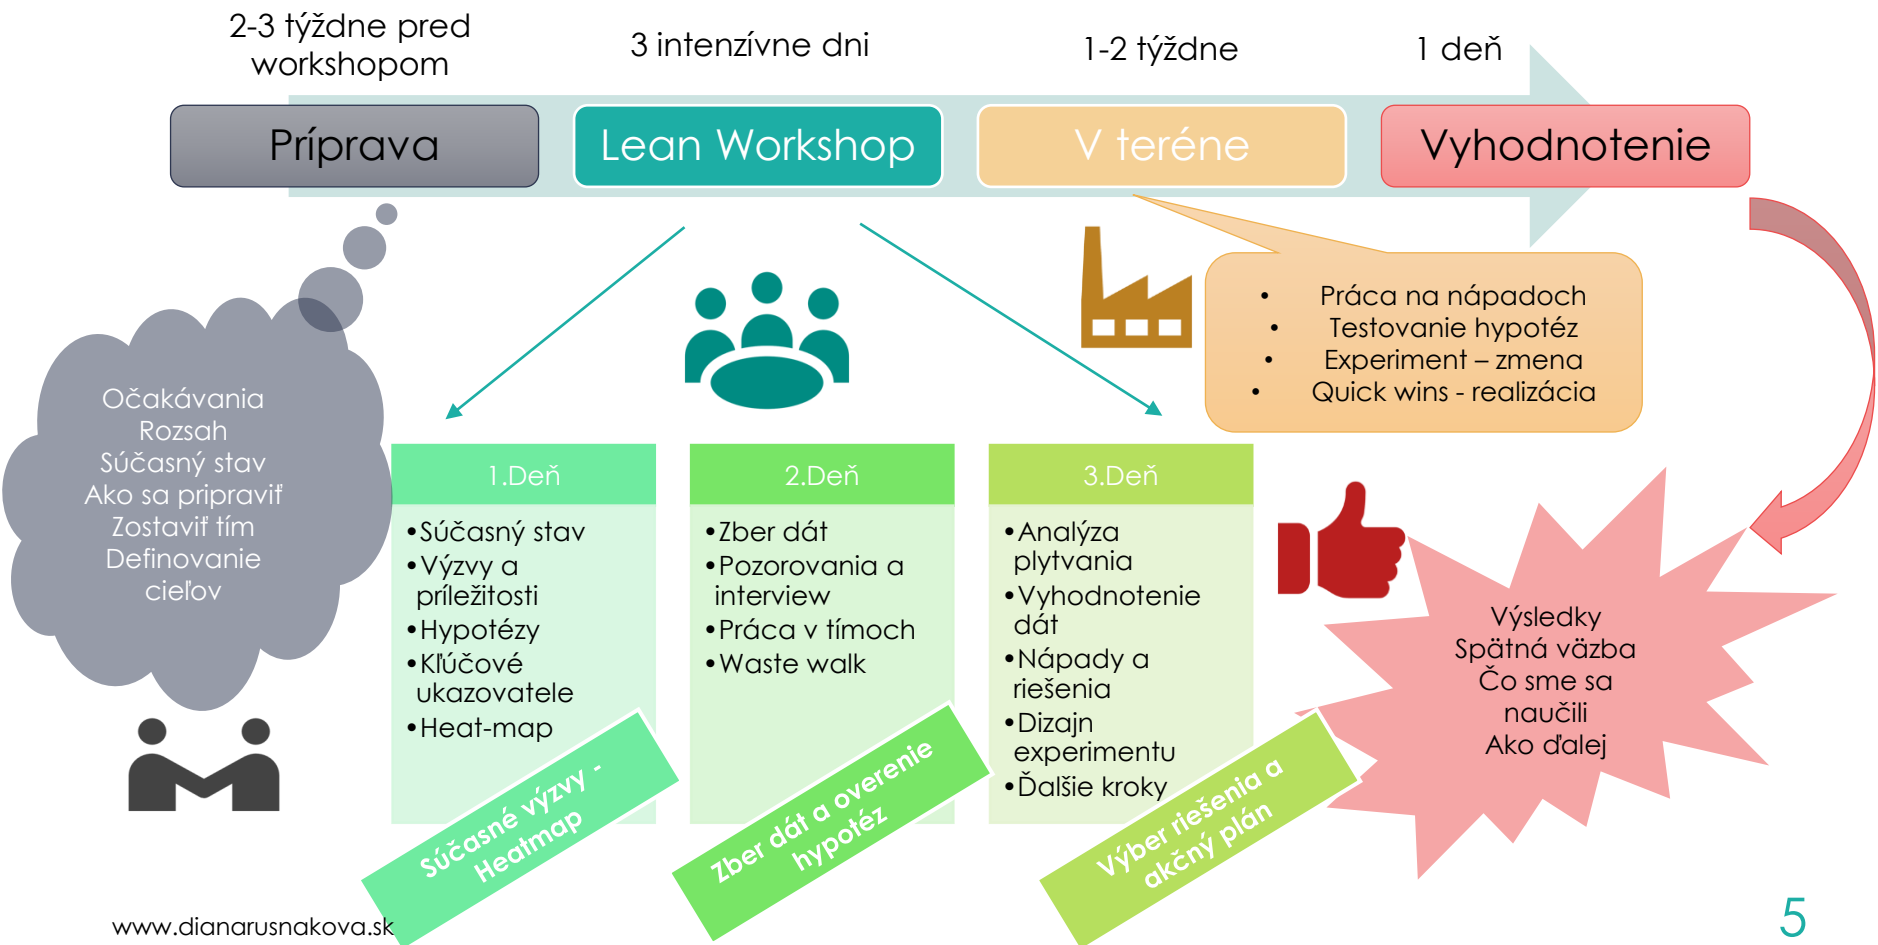 2-3 týždne pred
workshopom
3 intenzívne dni
1-2 týždne
1 deň
Príprava
Lean Workshop
V teréne
Vyhodnotenie
Očakávania
Rozsah
Súčasný stav
Ako sa pripraviť
Zostaviť tím
Definovanie
cieľov
• Práca na nápadoch
• Testovanie hypotéz
• Experiment – zmena
• Quick wins - realizácia
1.Deň
•Súčasný stav
•Výzvy a
príležitosti
•Hypotézy
•Kľúčové
ukazovatele
•Heat-map
Súčasné výzvy -
Heatmap
2.Deň
•Zber dát
•Pozorovania a
interview
•Práca v tímoch
•Waste walk
Zber dát a overenie
hypotéz
3.Deň
•Analýza
plytvania
•Vyhodnotenie
dát
•Nápady a
riešenia
•Dizajn
experimentu
•Ďalšie kroky
Výber riešenia a
akčný plán
Výsledky
Spätná väzba
Čo sme sa
naučili
Ako ďalej
www.dianarusnakova.sk
5